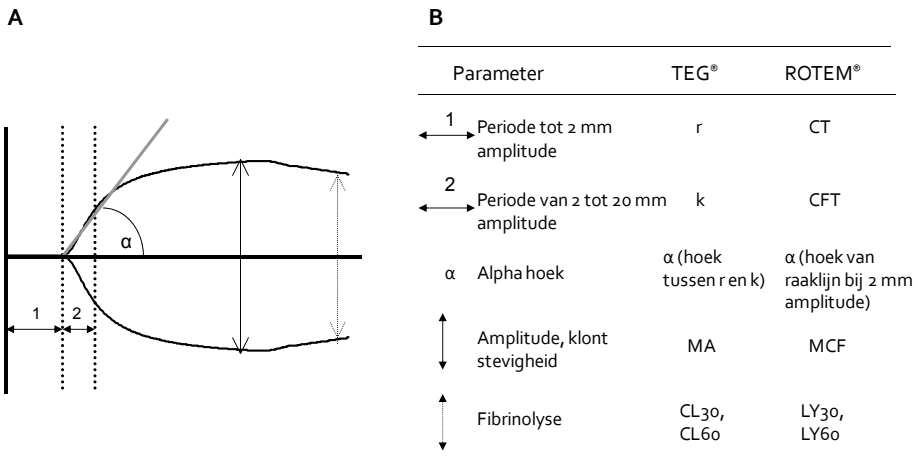 A
α
1 2
B
Parameter TEG® ROTEM®
1 Periode tot 2 mm r CT
amplitude
2 Periode van 2 tot 20 mm k CFT
amplitude
α Alpha hoek α (hoek α (hoek van
tussen r en k) raaklijn bij 2 mm
amplitude)
Amplitude, klont MA MCF
stevigheid
Fibrinolyse CL30, LY30,
CL60 LY60